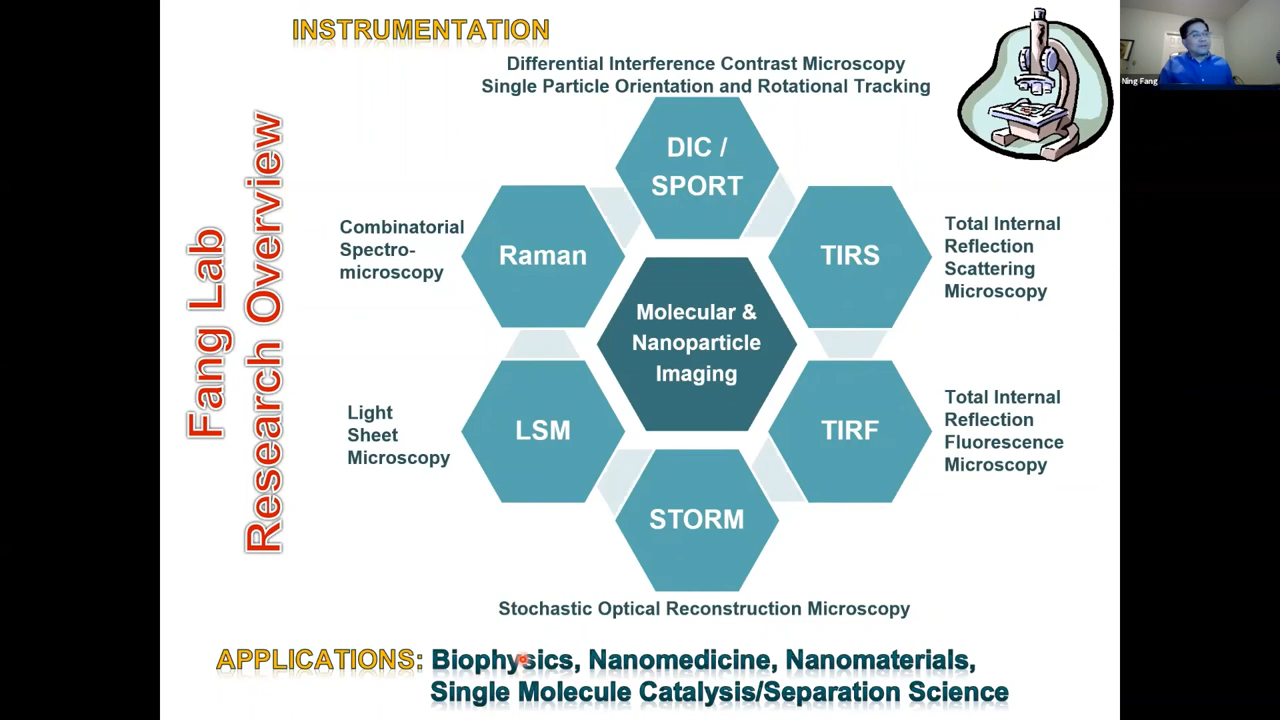 INSTRUMENTATION
Differential Interference Contrast Microscopy
Single Particle Orientation and Rotational Tracking
Ning Fang
Fang Lab
Research Overview
DIC /
SPORT
Combinatorial
Spectro-
microscopy
Raman
TIRS
Total Internal
Reflection
Scattering
Microscopy
Molecular &
Nanoparticle
Imaging
Light
Sheet
Microscopy
LSM
TIRF
Total Internal
Reflection
Fluorescence
Microscopy
STORM
Stochastic Optical Reconstruction Microscopy
APPLICATIONS: Biophysics, Nanomedicine, Nanomaterials,
Single Molecule Catalysis/Separation Science